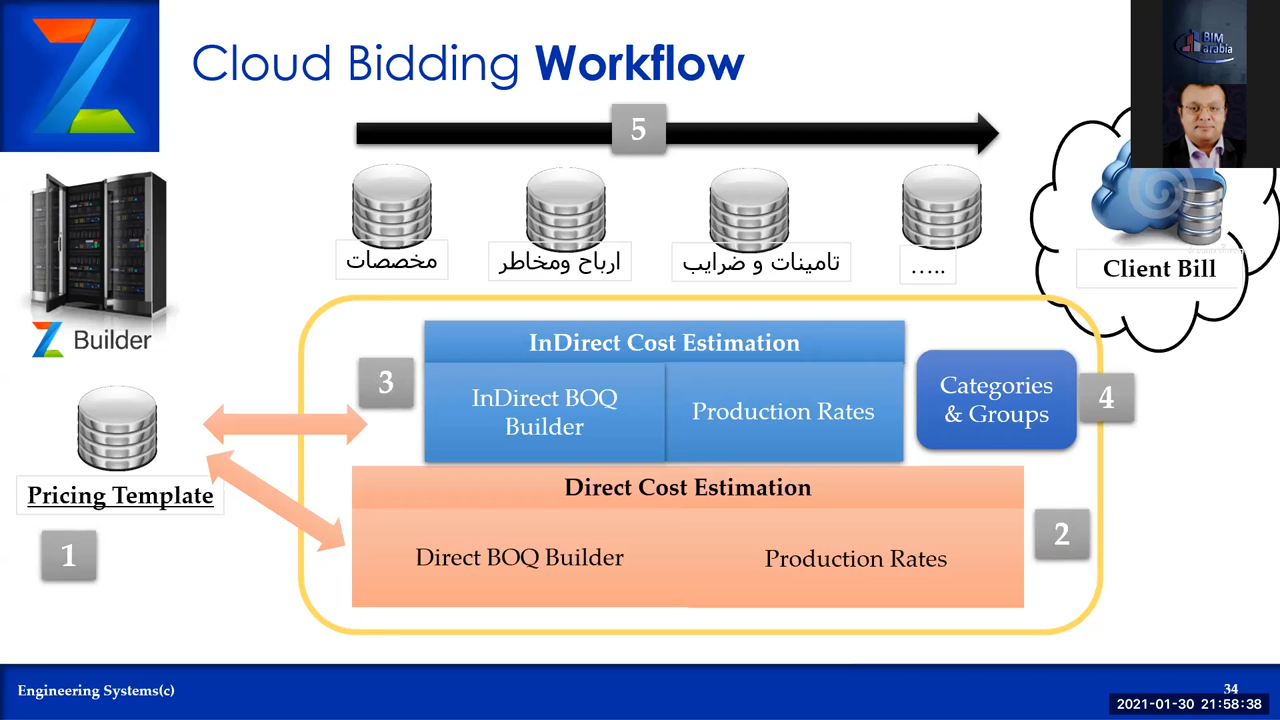 Cloud Bidding Workflow
BIM
arabia
5
مخصصات
ارباح ومخاطر
تامينات و ضرايب
.....
Client Bill
Builder
InDirect Cost Estimation
3
InDirect BOQ
Builder
Production Rates
Categories
& Groups
4
Pricing Template
1
Direct Cost Estimation
Direct BOQ Builder
Production Rates
2
Engineering Systems(c)
34
2021-01-30 21:58:38